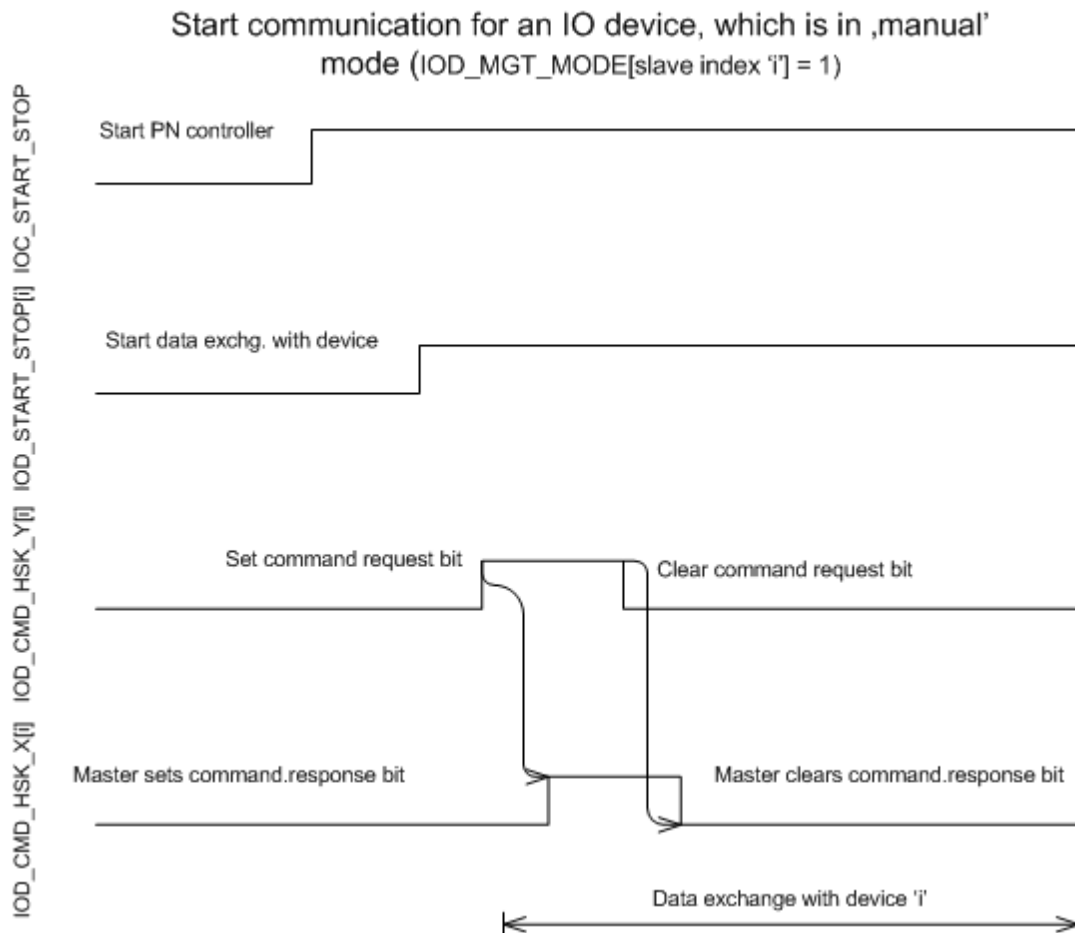 Start communication for an IO device, which is in ‚manual’
mode (IOD_MGT_MODE[slave index ‘i’] = 1)
IOC_START_STOP
Start PN controller
IOD_START_STOP[i]
Start data exchg. with device
IOD_CMD_HSK_Y[i]
Set command request bit
Clear command request bit
IOD_CMD_HSK_X[i]
Master sets command.response bit
Master clears command.response bit
Data exchange with device ‘i’